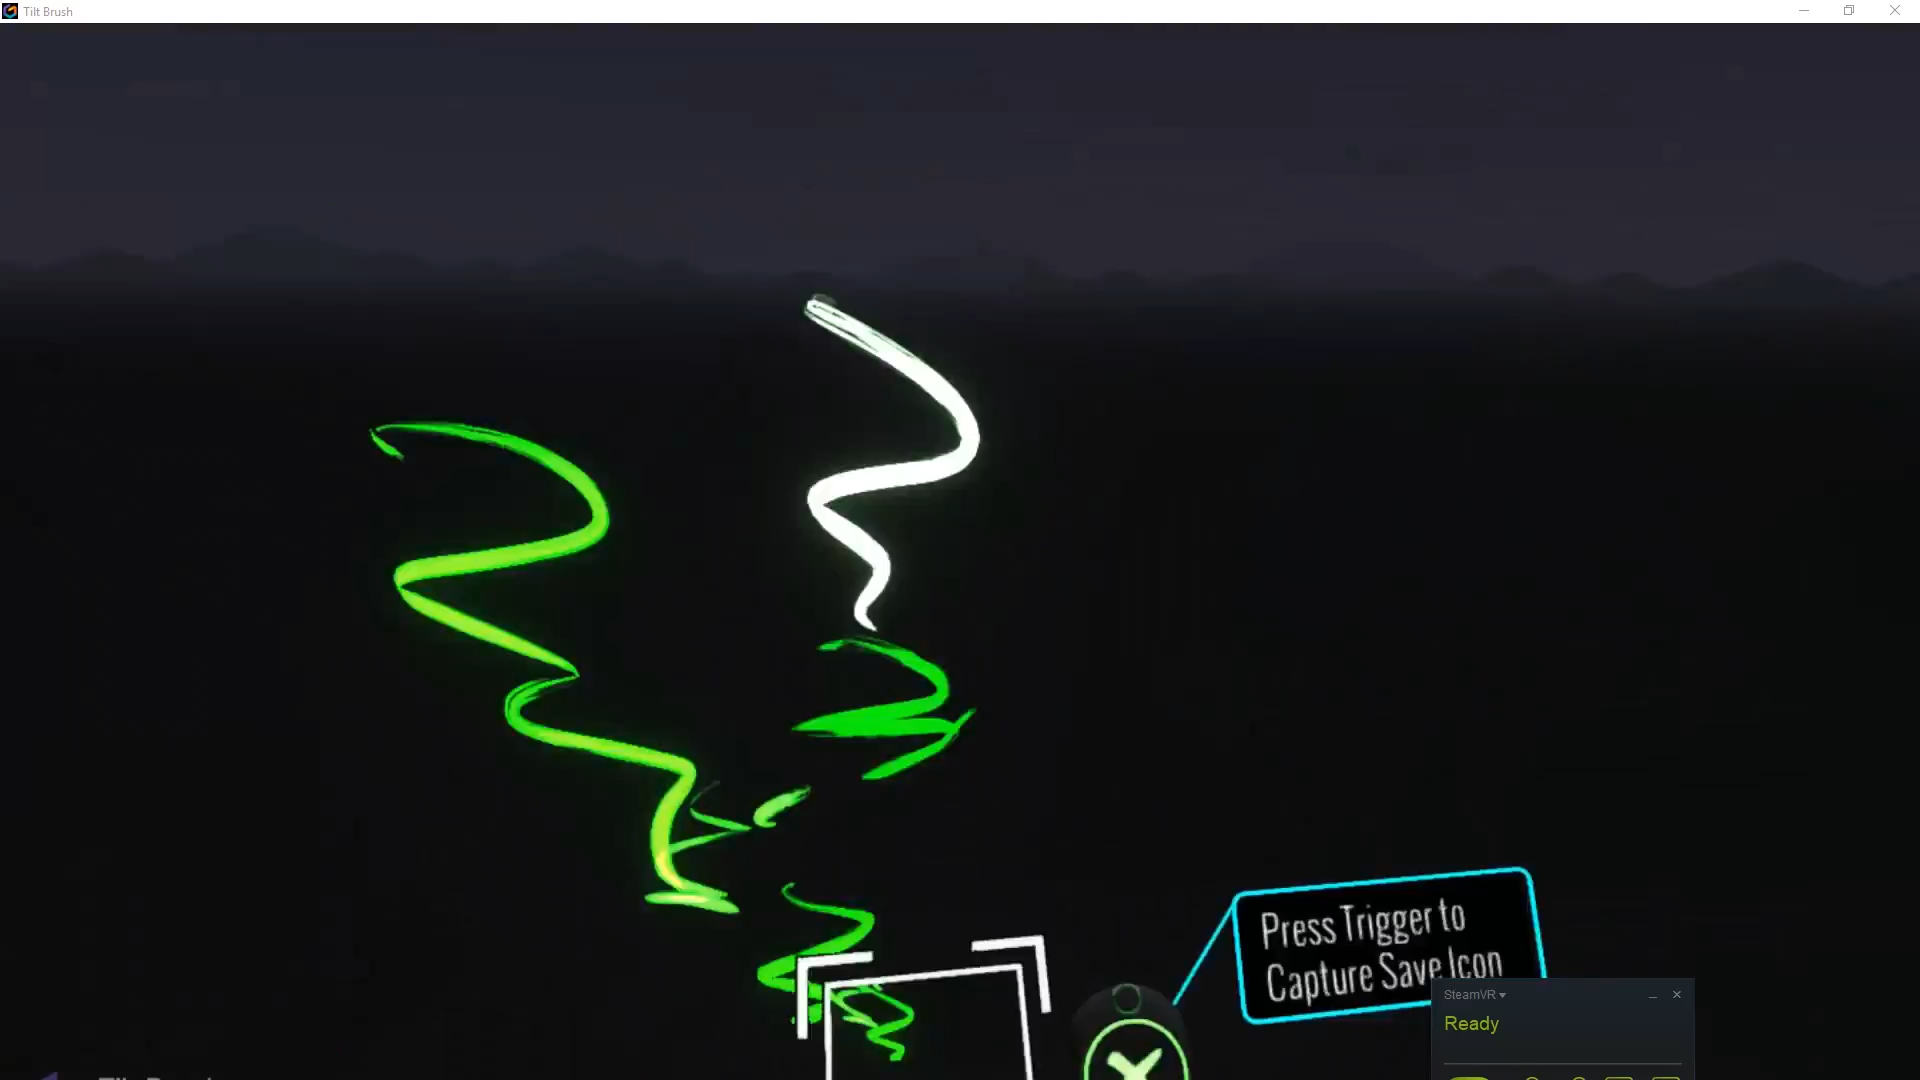 Tilt Brush
Press Trigger to
Capture Save Icon
SteamVR
Ready